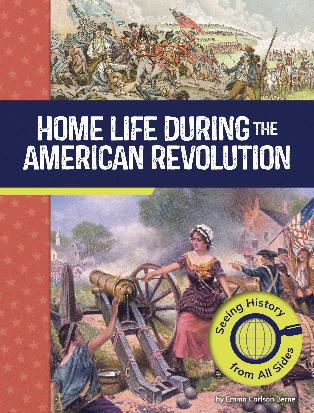 HOME LIFE DURING THE
AMERICAN REVOLUTION
Seeing History
from All Sides
by Emma Carlson Berne